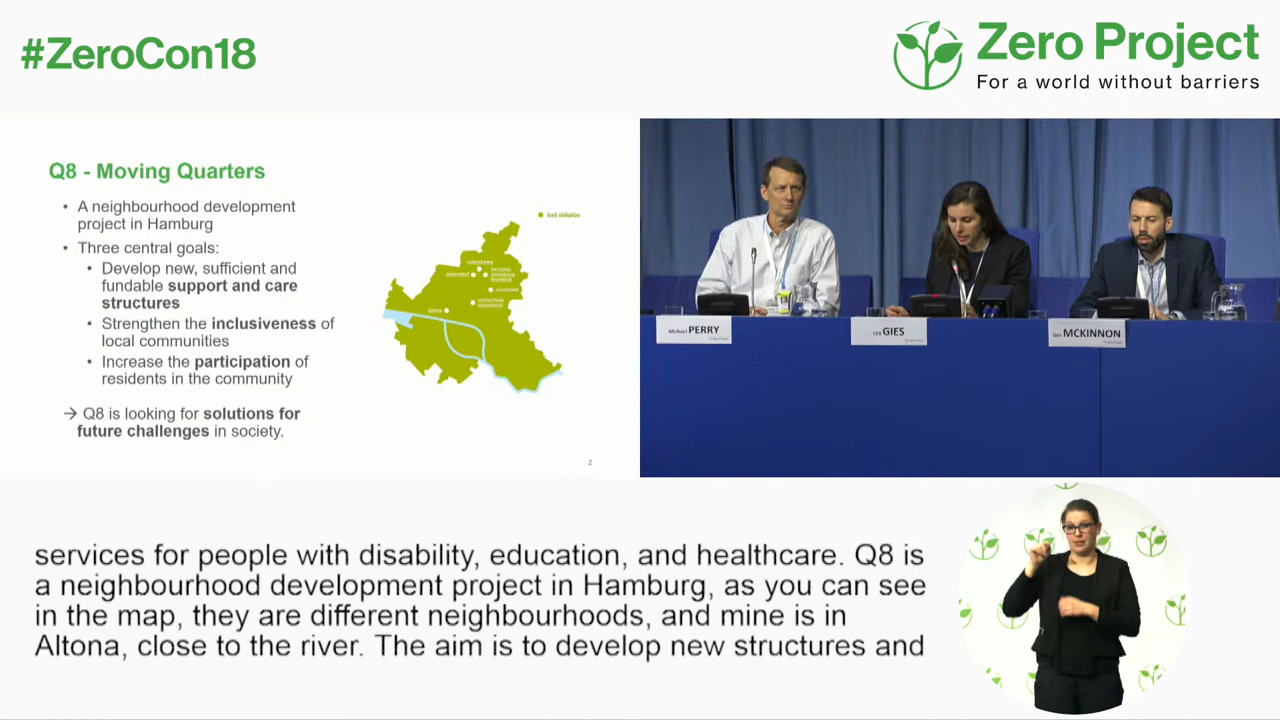 #ZeroCon18
Zero Project
For a world without barriers
Q8 - Moving Quarters
• A neighbourhood development
project in Hamburg
• Three central goals:
• Develop new, sufficient and
fundable support and care
structures
• Strengthen the inclusiveness of
local communities
• Increase the participation of
residents in the community
→ Q8 is looking for solutions for
future challenges in society.
bad oldesloe
altona
2
Michael PERRY
Lea GIES
MCKINNON
services for people with disability, education, and healthcare. Q8 is
a neighbourhood development project in Hamburg, as you can see
in the map, they are different neighbourhoods, and mine is in
Altona, close to the river. The aim is to develop new structures and